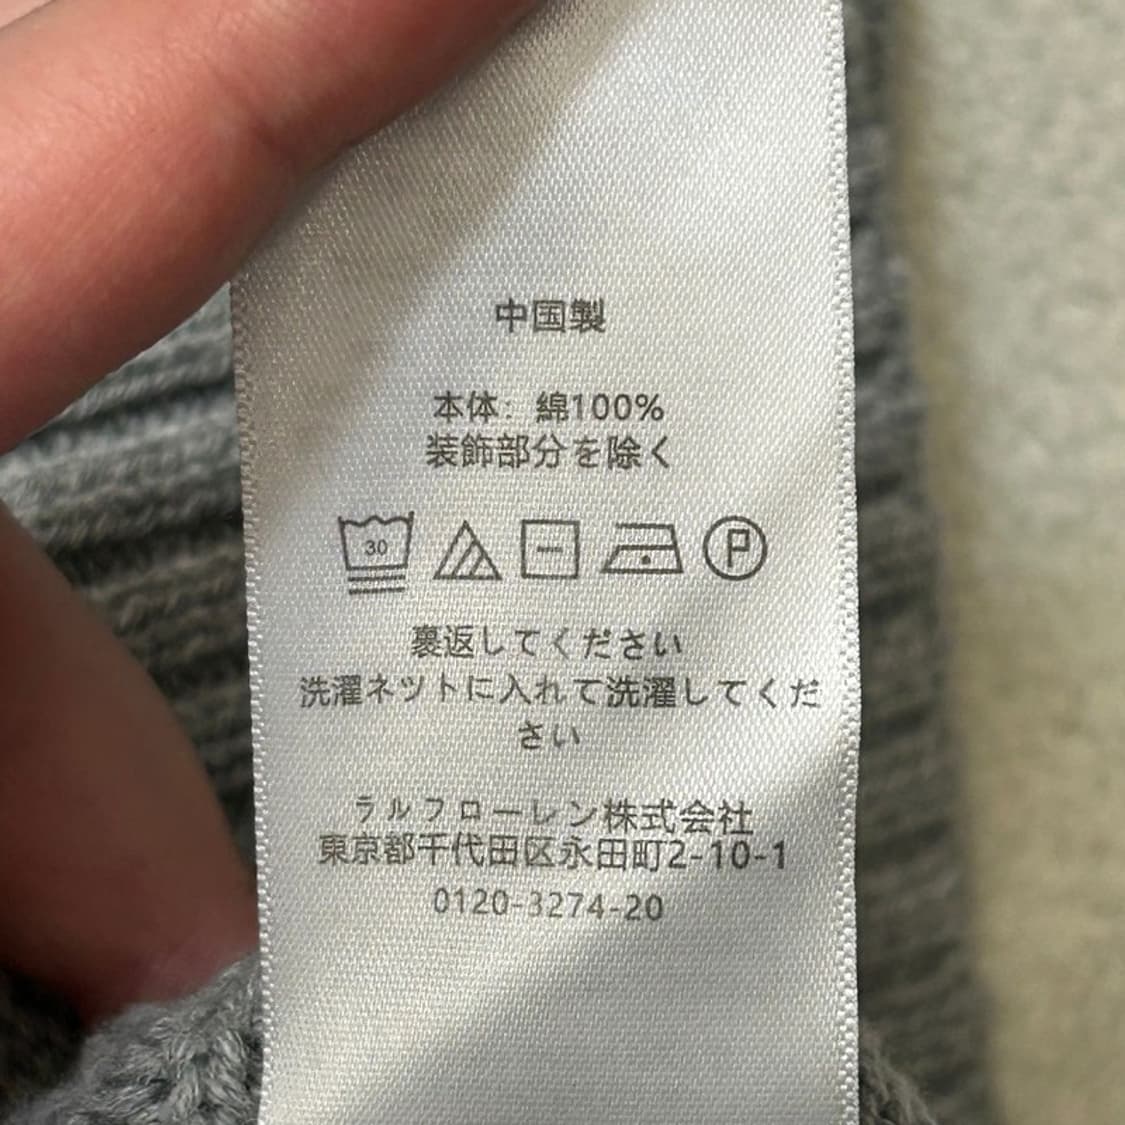 中国製
本体: 綿100%
装飾部分を除く
30
P
裏返してください
洗濯ネットに入れて洗濯してくだ
さい
ラルフローレン株式会社
東京都千代田区永田町2-10-1
0120-3274-20